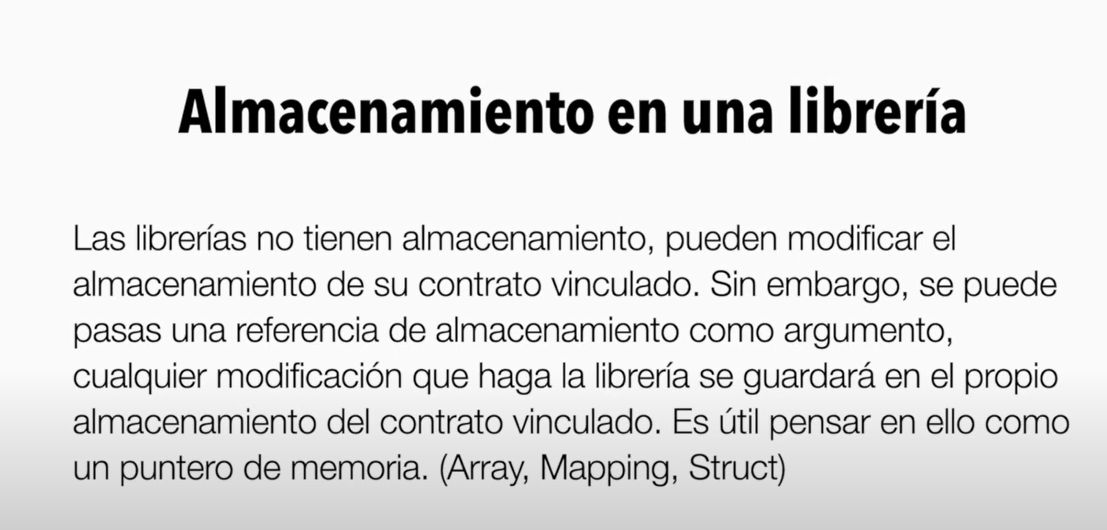 Almacenamiento en una librería
Las librerías no tienen almacenamiento, pueden modificar el
almacenamiento de su contrato vinculado. Sin embargo, se puede
pasas una referencia de almacenamiento como argumento,
cualquier modificación que haga la librería se guardará en el propio
almacenamiento del contrato vinculado. Es útil pensar en ello como
un puntero de memoria. (Array, Mapping, Struct)